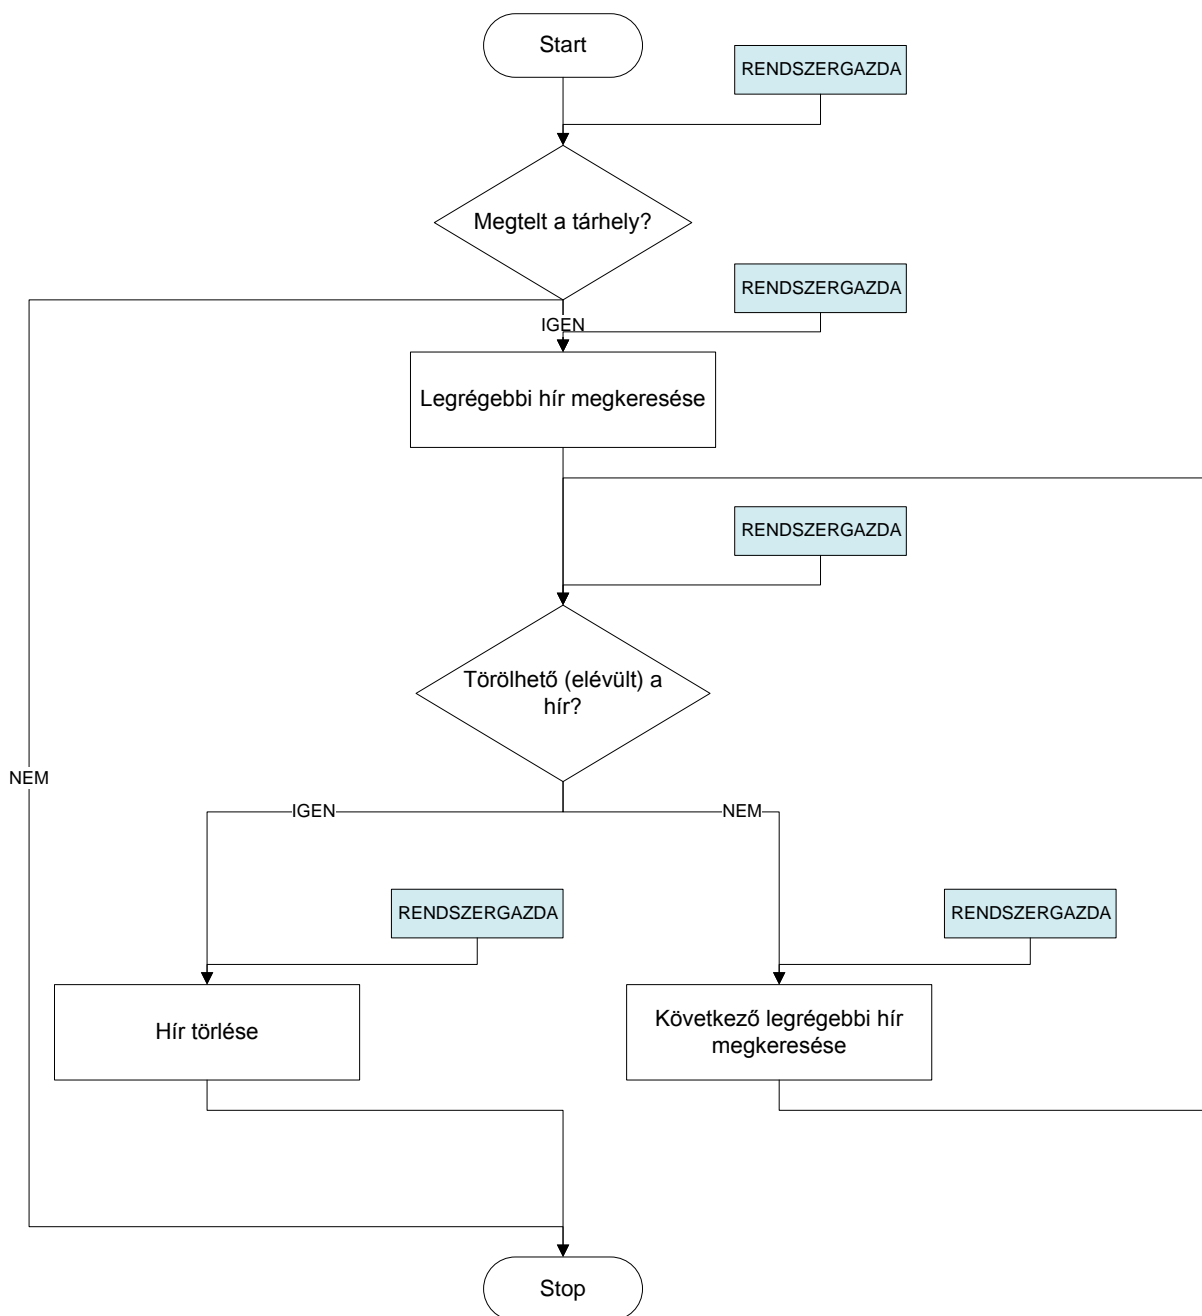 Start
RENDSZERGAZDA
Megtelt a tárhely?
RENDSZERGAZDA
IGEN
Legrégebbi hír megkeresése
RENDSZERGAZDA
Törölhető (elévült) a
hír?
NEM
IGEN
NEM
RENDSZERGAZDA
RENDSZERGAZDA
Hír törlése
Következő legrégebbi hír
megkeresése
Stop